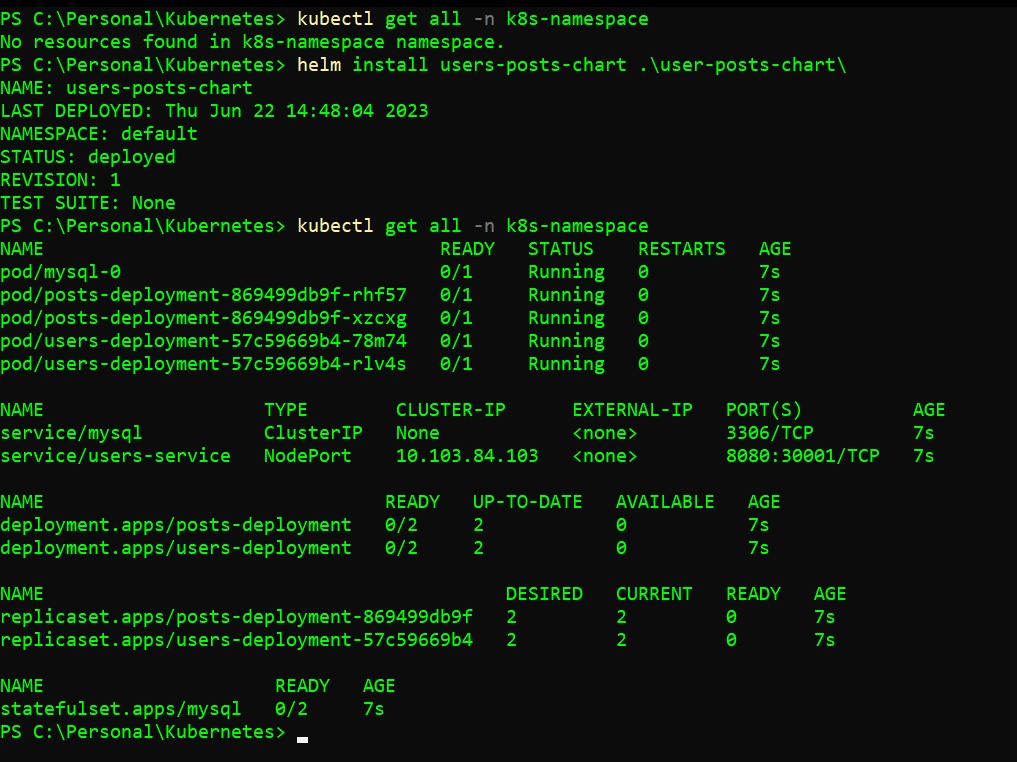 PS C:\Personal\Kubernetes> kubectl get all -n k8s-namespace
No resources found in k8s-namespace namespace.
PS C:\Personal\Kubernetes> helm install users-posts-chart .\user-posts-chart\
NAME: users-posts-chart
LAST DEPLOYED: Thu Jun 22 14:48:04 2023
NAMESPACE: default
STATUS: deployed
REVISION: 1
TEST SUITE: None
PS C:\Personal\Kubernetes> kubectl get all -n k8s-namespace
NAME                                    READY   STATUS    RESTARTS   AGE
pod/mysql-0                             0/1     Running   0          7s
pod/posts-deployment-869499db9f-rhf57   0/1     Running   0          7s
pod/posts-deployment-869499db9f-xzcxg   0/1     Running   0          7s
pod/users-deployment-57c59669b4-78m74   0/1     Running   0          7s
pod/users-deployment-57c59669b4-rlv4s   0/1     Running   0          7s

NAME                    TYPE        CLUSTER-IP      EXTERNAL-IP   PORT(S)          AGE
service/mysql           ClusterIP   None            <none>        3306/TCP         7s
service/users-service   NodePort    10.103.84.103   <none>        8080:30001/TCP   7s

NAME                               READY   UP-TO-DATE   AVAILABLE   AGE
deployment.apps/posts-deployment   0/2     2            0           7s
deployment.apps/users-deployment   0/2     2            0           7s

NAME                                          DESIRED   CURRENT   READY   AGE
replicaset.apps/posts-deployment-869499db9f   2         2         0       7s
replicaset.apps/users-deployment-57c59669b4   2         2         0       7s

NAME                     READY   AGE
statefulset.apps/mysql   0/2     7s
PS C:\Personal\Kubernetes>